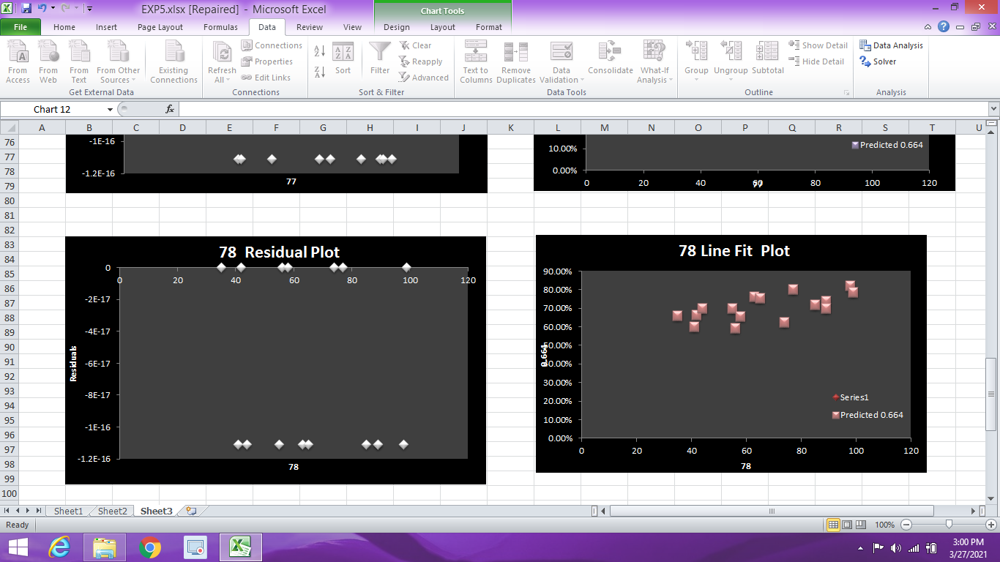 EXP5.xlsx [Repaired] - Microsoft Excel
Chart Tools
File Home Insert Page Layout Formulas Data Review View Design Layout Format
From Access
From Web
From Text
From Other Sources
Existing Connections
Get External Data
Refresh All
Connections
Properties
Edit Links
Connections
Sort
Filter
Clear
Reapply
Advanced
Sort & Filter
Text to Columns
Remove Duplicates
Data Validation
Consolidate
What-If Analysis
Data Tools
Group
Ungroup
Subtotal
Show Detail
Hide Detail
Outline
Data Analysis
Solver
Analysis
Chart 12
fx
A B C D E F G H I J K L M N O P Q R S T U
76
77
78
79
80
81
82
83
84
85
86
87
88
89
90
91
92
93
94
95
96
97
98
99
100
-1E-16
-1.2E-16
77
10.00%
0.00%
Predicted 0.664
0 20 40 60 80 100 120
77
78 Residual Plot
0
0 20 40 60 80 100 120
-2E-17
-4E-17
-6E-17
-8E-17
-1E-16
-1.2E-16
Residuals
78
78 Line Fit Plot
90.00%
80.00%
70.00%
60.00%
50.00%
40.00%
30.00%
20.00%
10.00%
0.00%
0.664
Series1
Predicted 0.664
0 20 40 60 80 100 120
78
Sheet1 Sheet2 Sheet3
Ready
100%
3:00 PM
3/27/2021